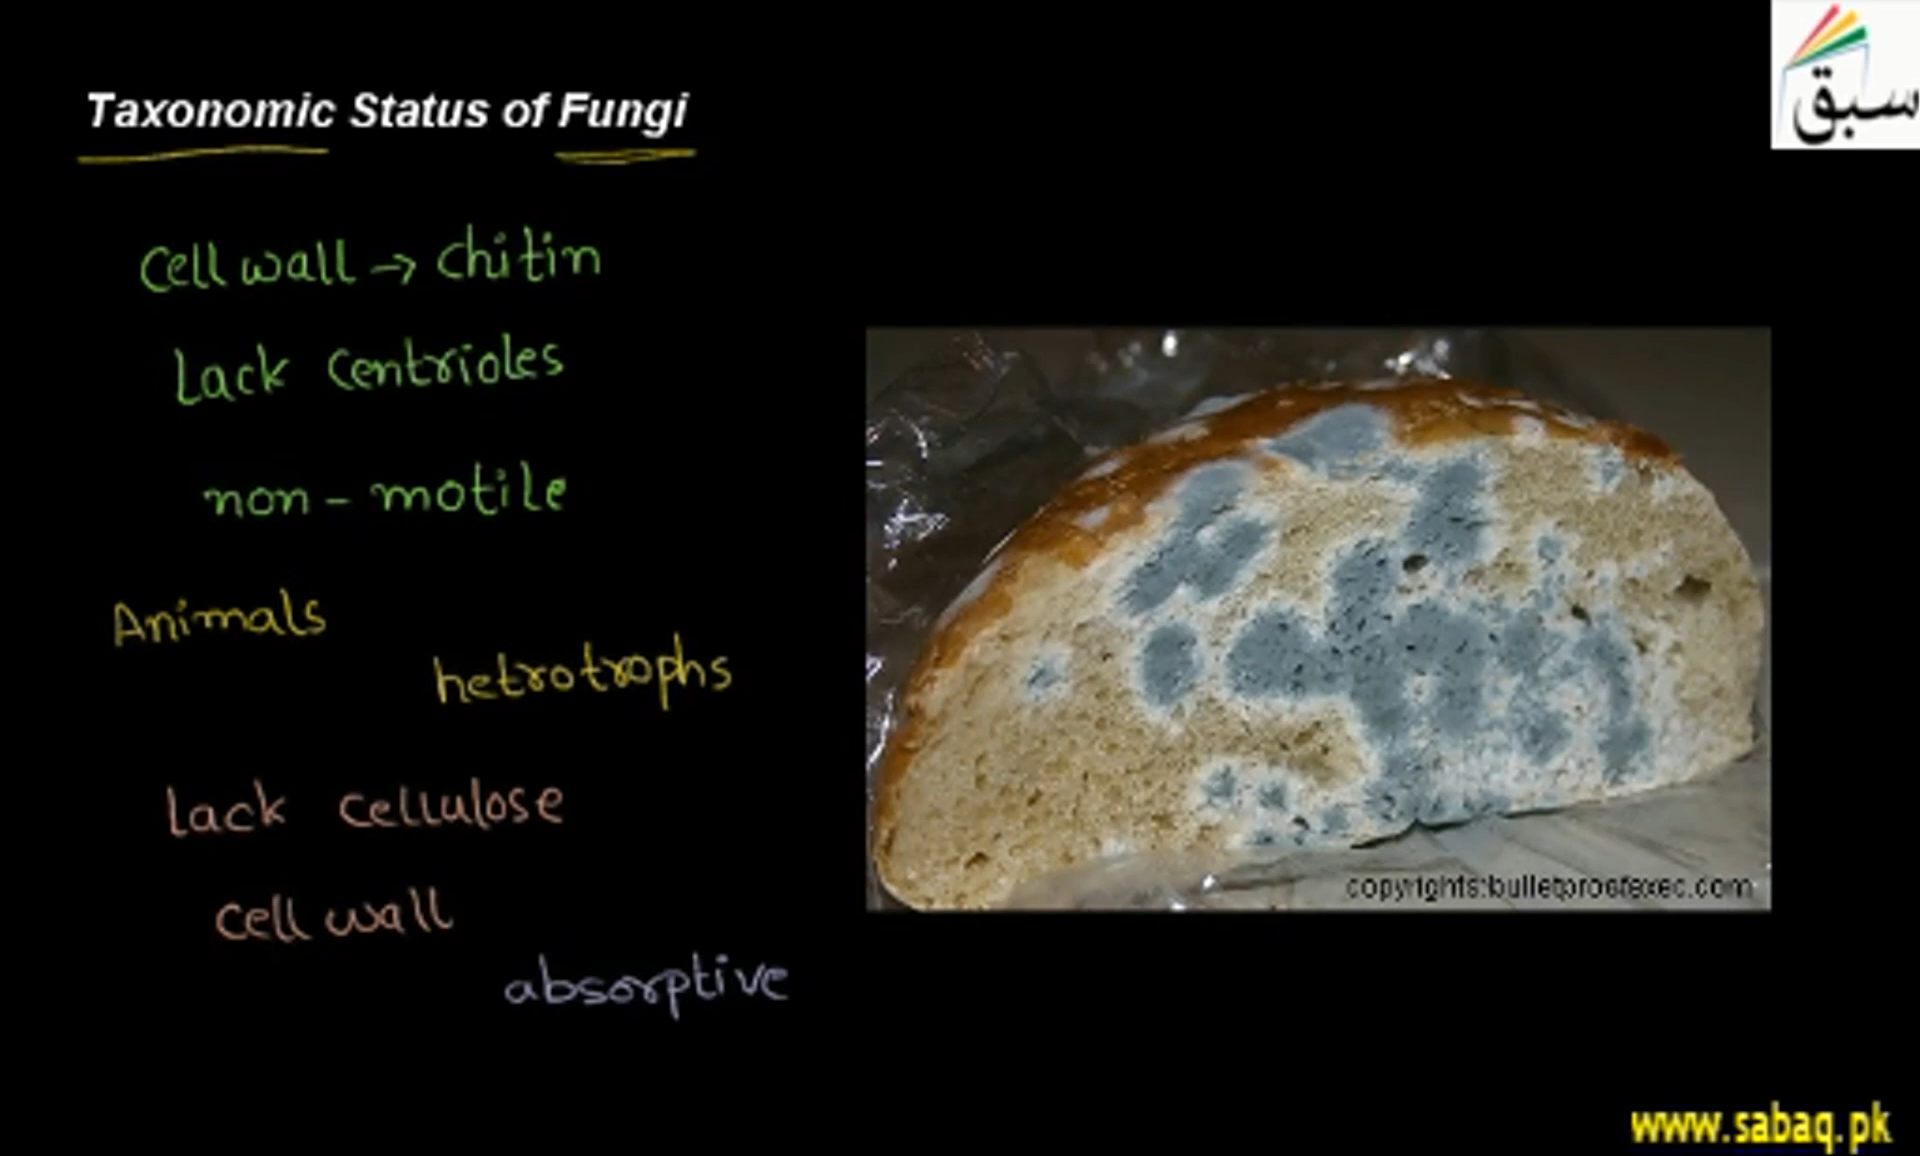 Taxonomic Status of Fungi
سبق
Cell wall → Chitin
Lack Centrioles
non-motile
Animals
hetrotrophs
Lack cellulose
cell wall
absorptive
copyrights:bulletproofexec.com
www.sabaq.pk